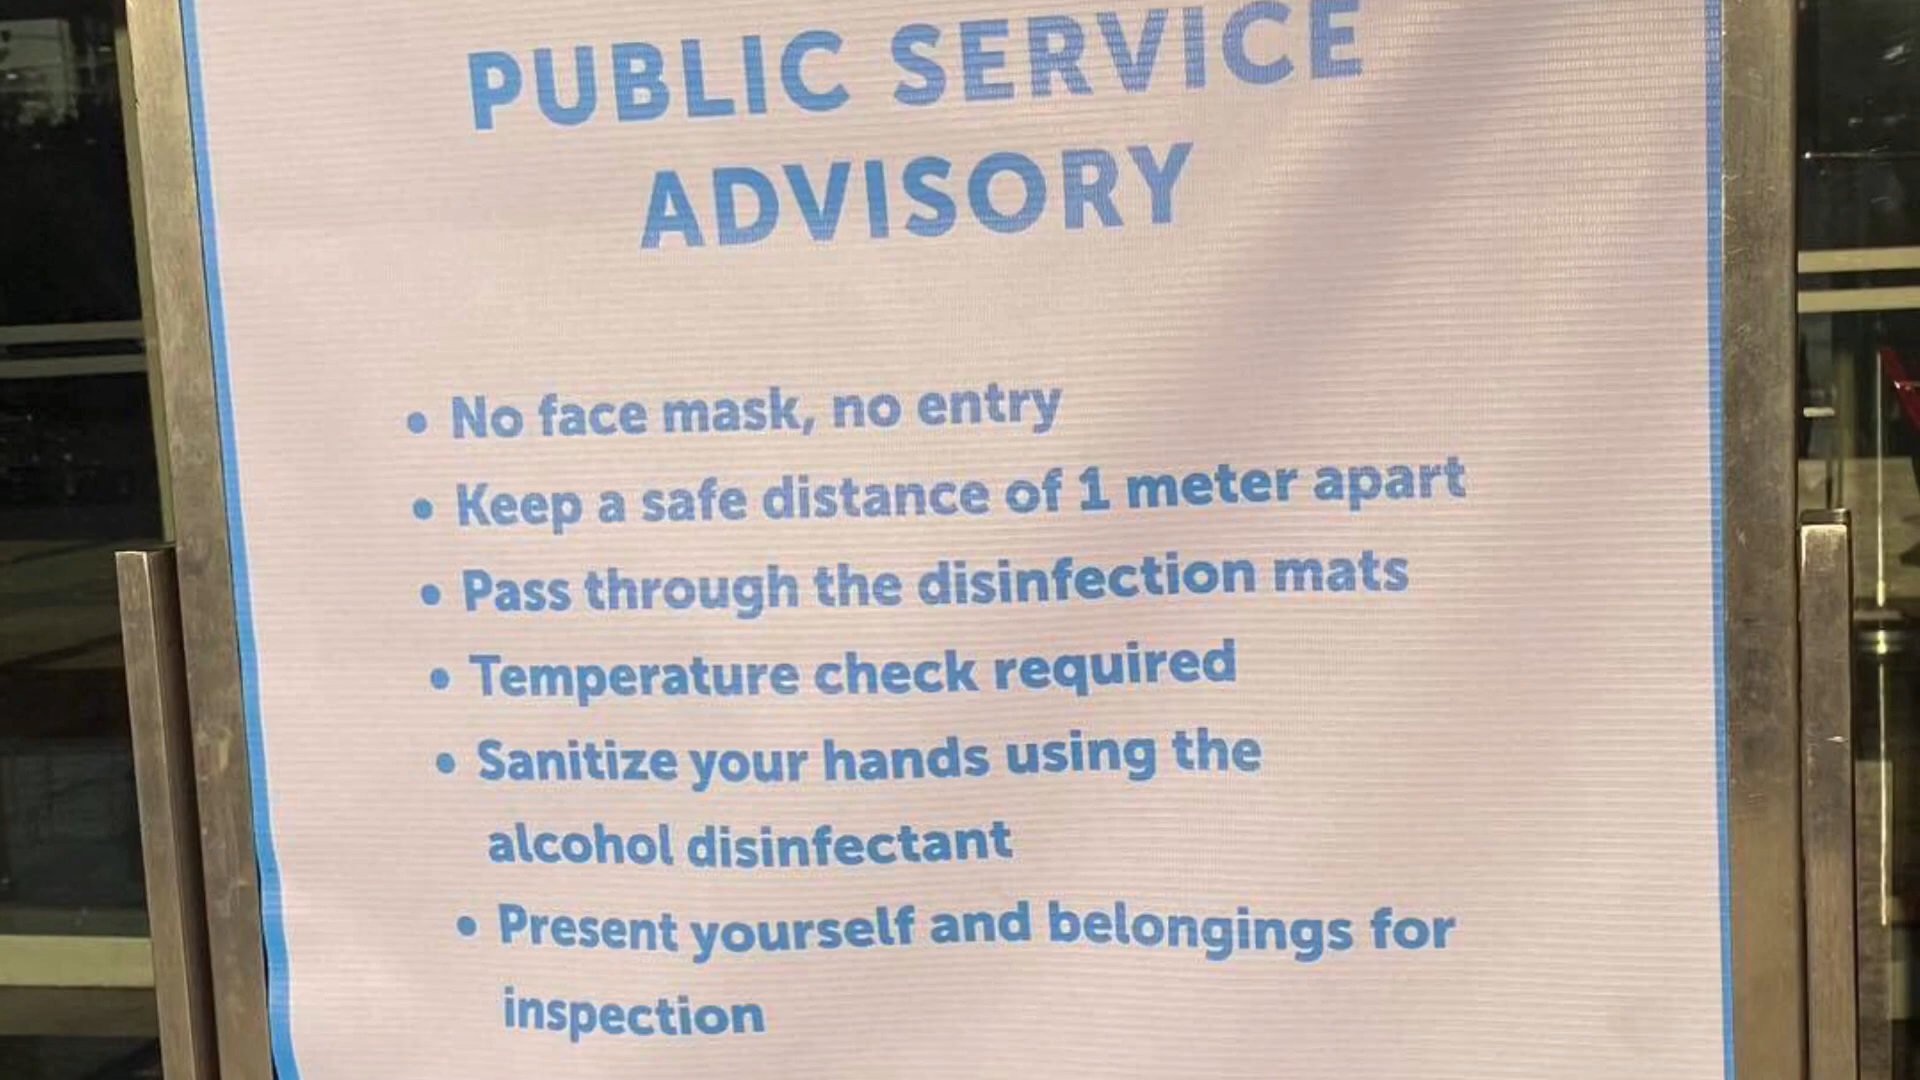 PUBLIC SERVICE
ADVISORY
• No face mask, no entry
• Keep a safe distance of 1 meter apart
• Pass through the disinfection mats
• Temperature check required
• Sanitize your hands using the
alcohol disinfectant
• Present yourself and belongings for
inspection